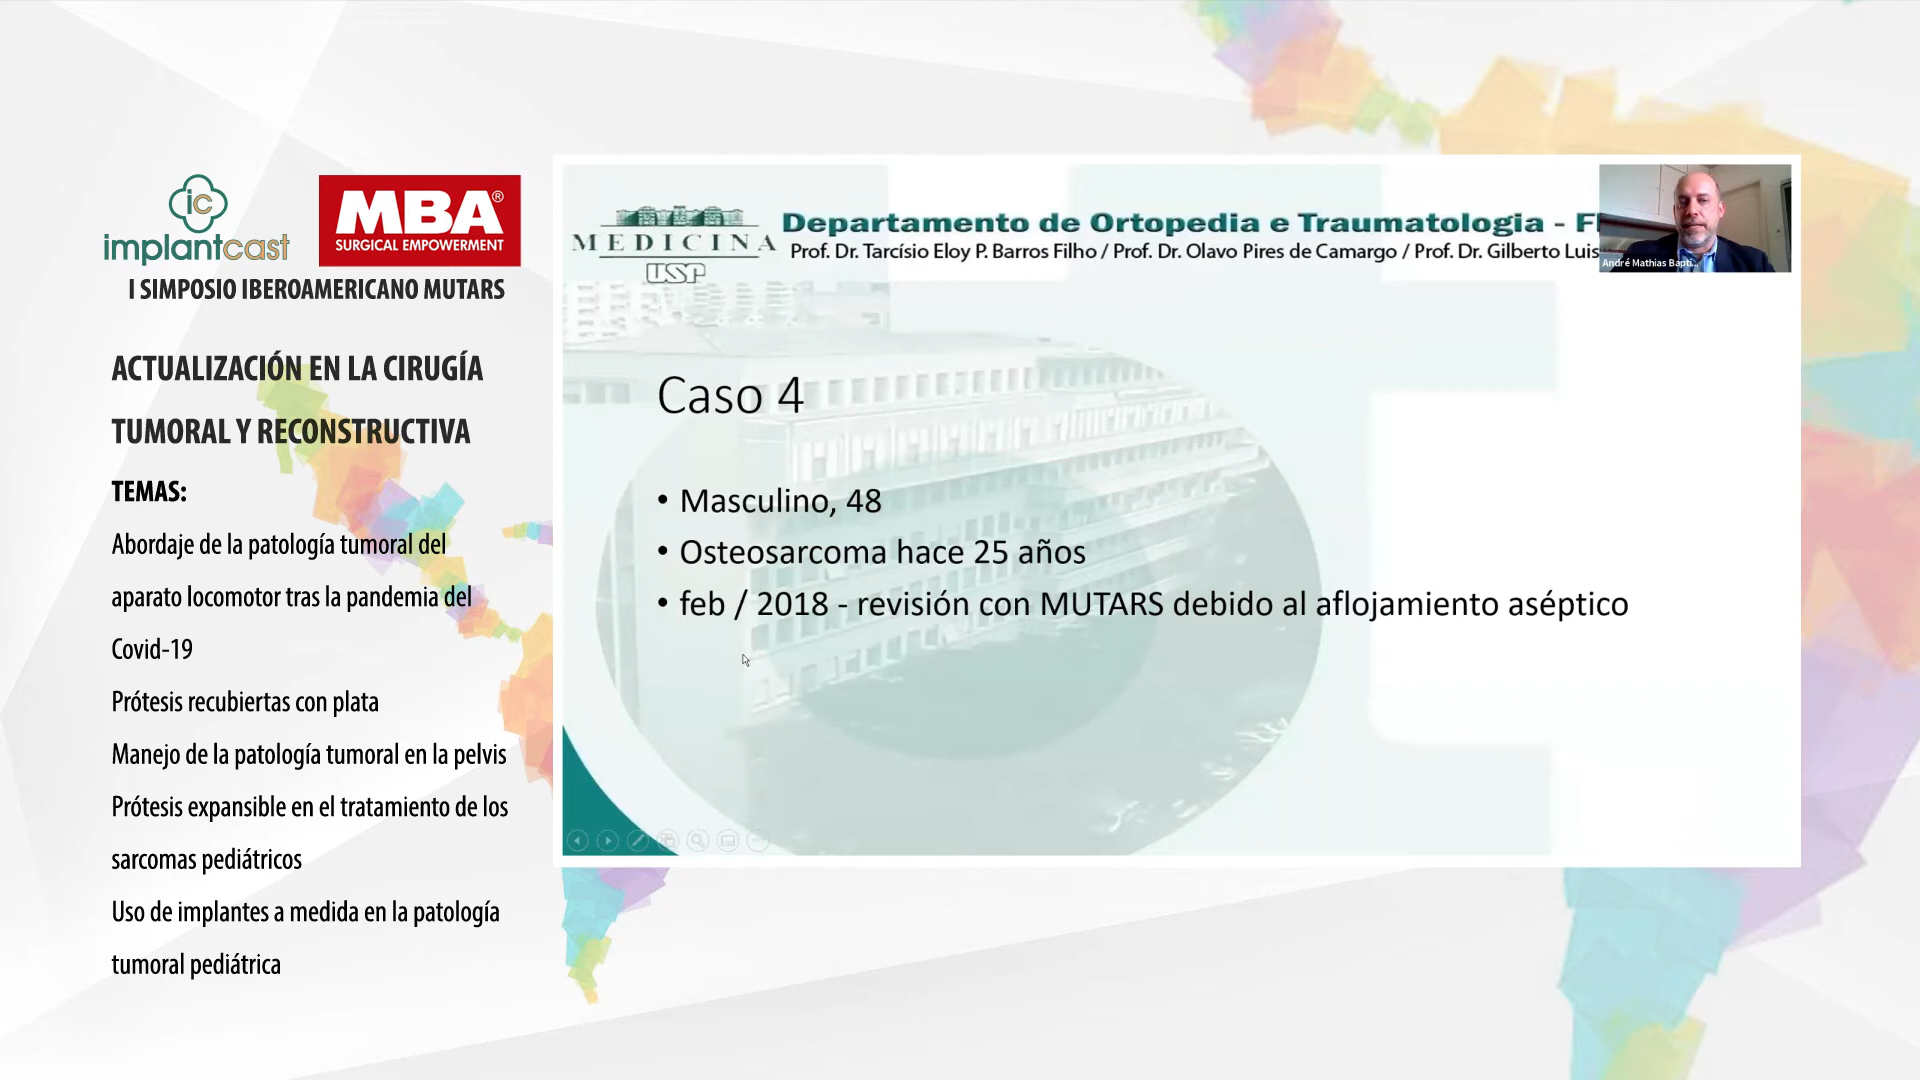 ic
implantcast
MBA®
SURGICAL EMPOWERMENT
I SIMPOSIO IBEROAMERICANO MUTARS
ACTUALIZACIÓN EN LA CIRUGÍA
TUMORAL Y RECONSTRUCTIVA
TEMAS:
Abordaje de la patología tumoral del
aparato locomotor tras la pandemia del
Covid-19
Prótesis recubiertas con plata
Manejo de la patología tumoral en la pelvis
Prótesis expansible en el tratamiento de los
sarcomas pediátricos
Uso de implantes a medida en la patología
tumoral pediátrica
MEDICINA
USP
Departamento de Ortopedia e Traumatologia -
Prof. Dr. Tarcísio Eloy P. Barros Filho / Prof. Dr. Olavo Pires de Camargo / Prof. Dr. Gilberto Luis
André Mathias Bapti...
Caso 4
• Masculino, 48
• Osteosarcoma hace 25 años
• feb / 2018 - revisión con MUTARS debido al aflojamiento aséptico